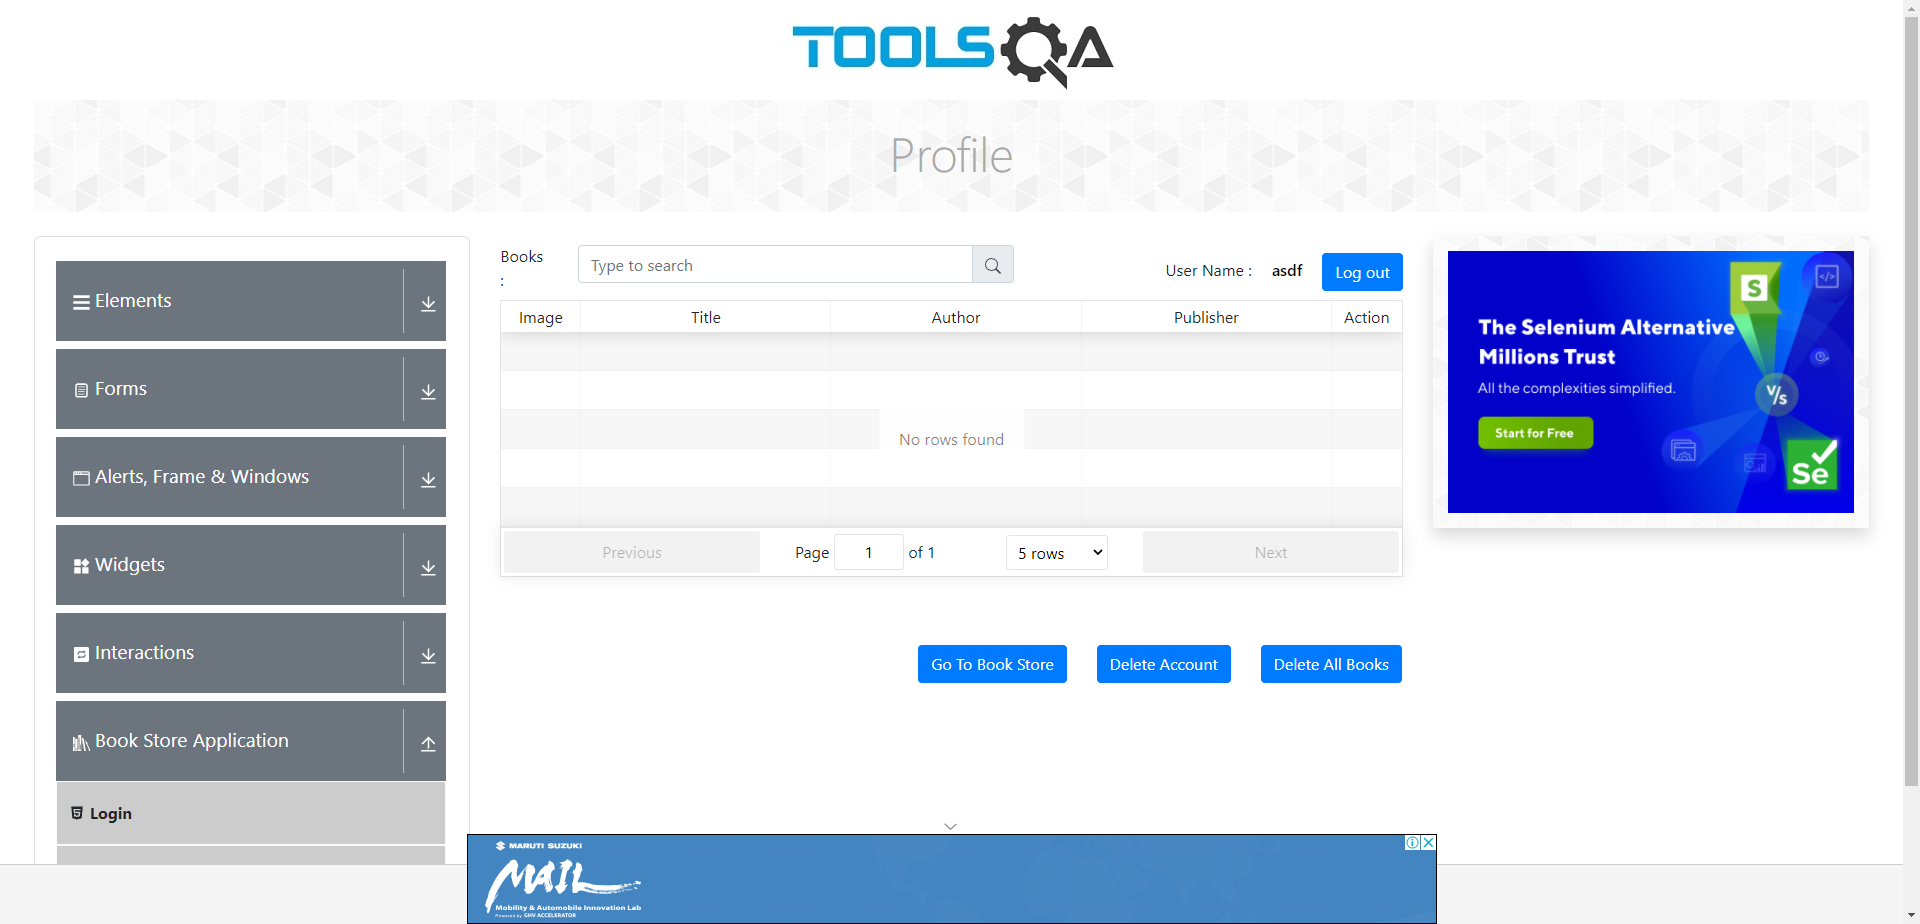 TOOLSQA
Profile
Elements
Forms
Alerts, Frame & Windows
Widgets
Interactions
Book Store Application
Login
Books
:
Type to search
User Name :
asdf
Log out
Image
Title
Author
Publisher
Action
No rows found
Previous
Page
1
of 1
5 rows
Next
Go To Book Store
Delete Account
Delete All Books
S
</>
The Selenium Alternative
Millions Trust
All the complexities simplified.
V/s
Start for Free
Se
MARUTI SUZUKI
MAIL
Mobility & Automobile Innovation Lab
Powered by GHV ACCELERATOR